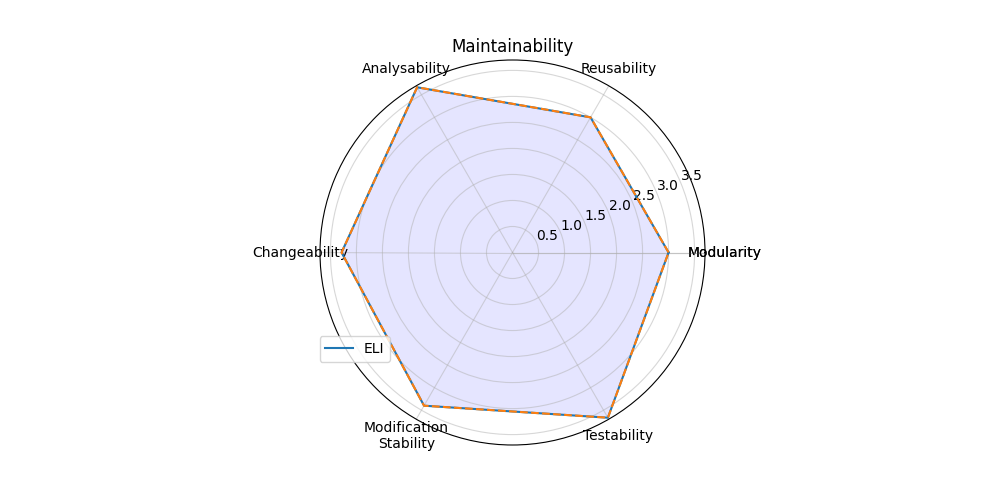 Maintainability
Analysability
Reusability
3.5
3.0
2.5
2.0
1.5
1.0
0.5
Changeability
Modularity
ELI
Modification
Stability
Testability